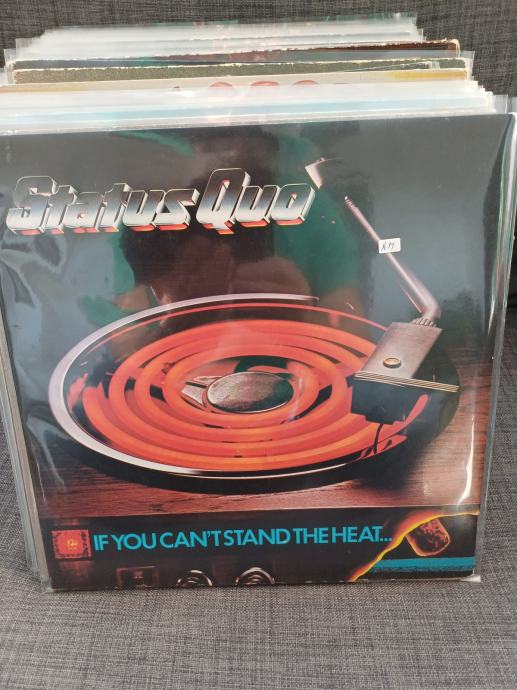 Status Quo
NM
IF YOU CAN'T STAND THE HEAT...